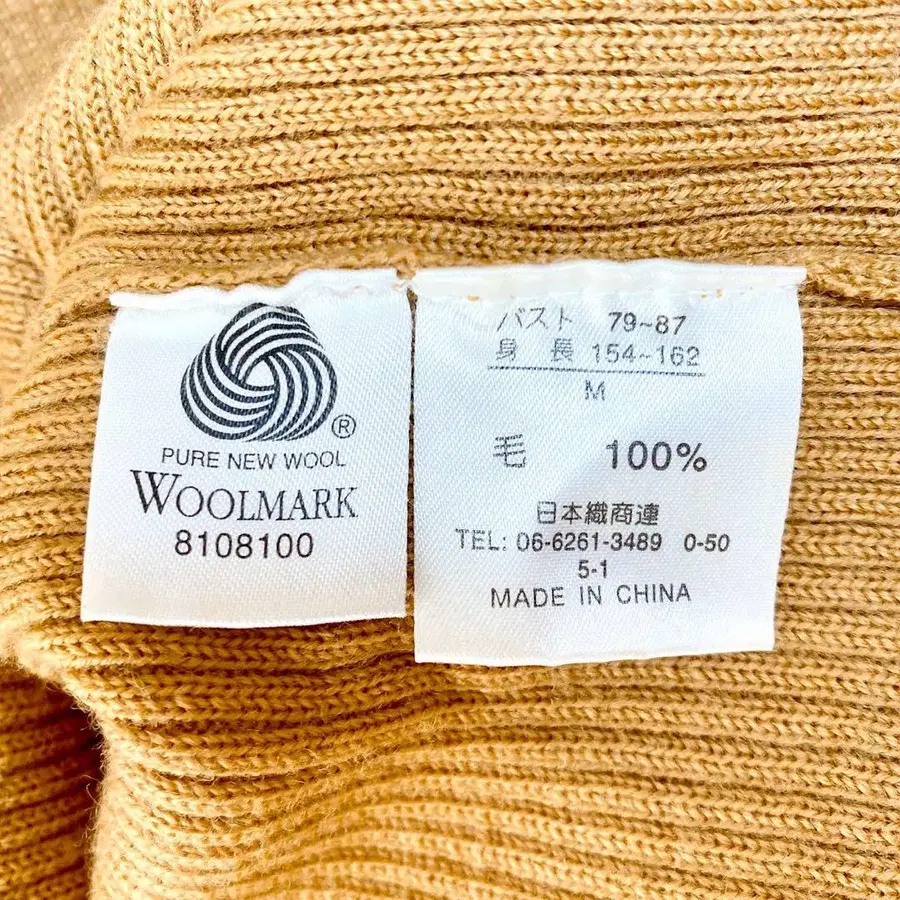 ®
PURE NEW WOOL
WOOLMARK
8108100
バスト 79~87
身長 154~162
M
毛 100%
日本織商連
TEL: 06-6261-3489 0-50
5-1
MADE IN CHINA